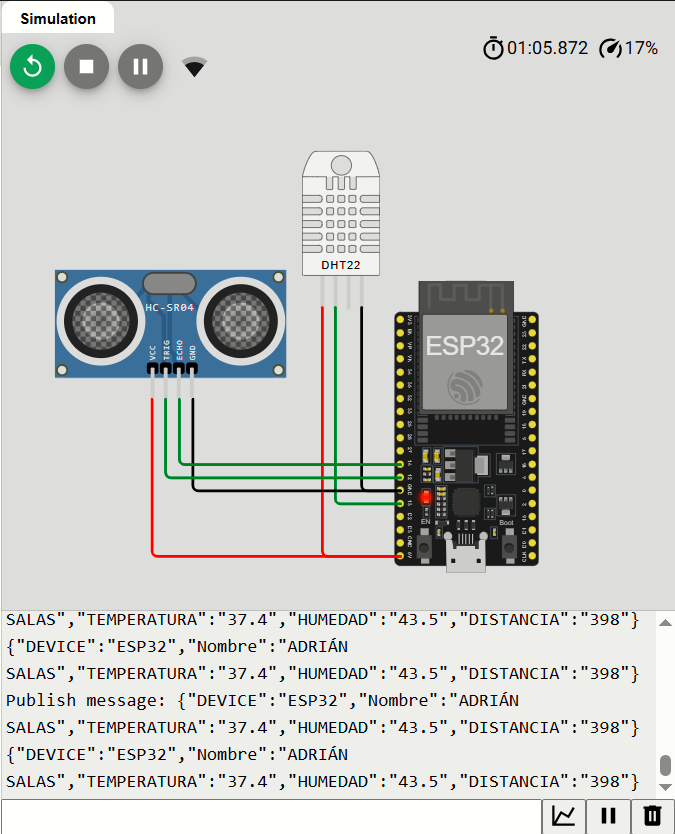 Simulation
01:05.872 17%
DHT22
HC-SR04
VCC
TRIG
ECHO
GND
ESP32
EN
Boot
SALAS","TEMPERATURA":"37.4","HUMEDAD":"43.5","DISTANCIA":"398"}
{"DEVICE":"ESP32","Nombre":"ADRIÁN
SALAS","TEMPERATURA":"37.4","HUMEDAD":"43.5","DISTANCIA":"398"}
Publish message: {"DEVICE":"ESP32","Nombre":"ADRIÁN
SALAS","TEMPERATURA":"37.4","HUMEDAD":"43.5","DISTANCIA":"398"}
{"DEVICE":"ESP32","Nombre":"ADRIÁN
SALAS","TEMPERATURA":"37.4","HUMEDAD":"43.5","DISTANCIA":"398"}